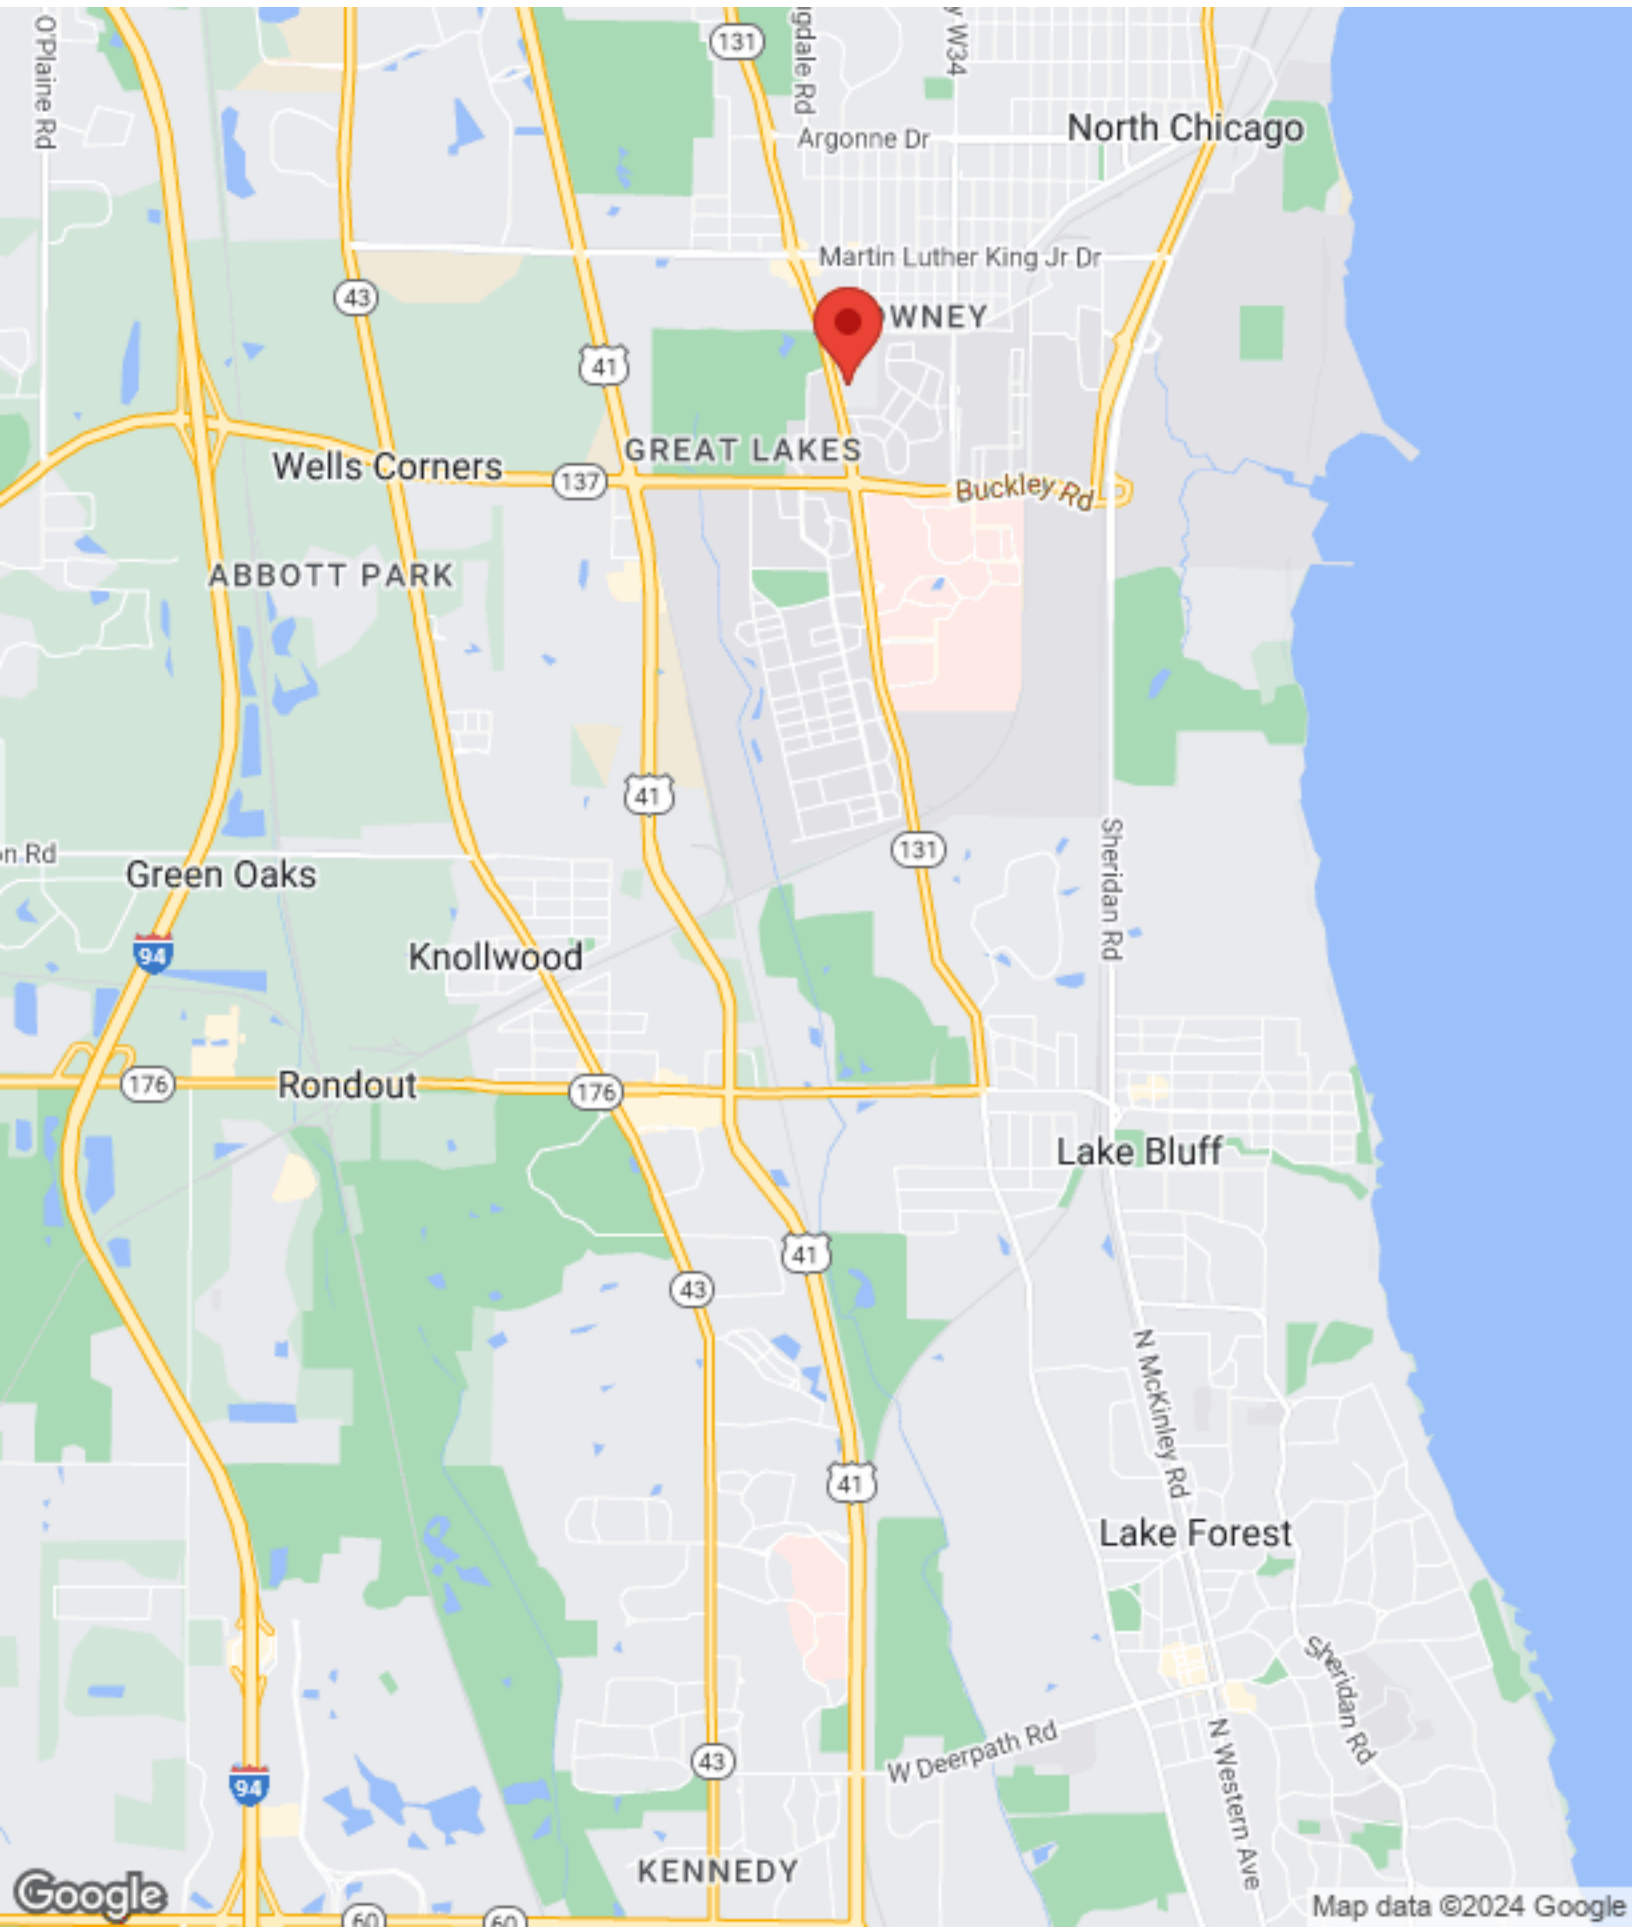 O'Plaine Rd
131
gdale Rd
y W34
North Chicago
Argonne Dr
Martin Luther King Jr Dr
43
OWNEY
41
GREAT LAKES
Wells Corners
137
Buckley Rd
ABBOTT PARK
41
131
Sheridan Rd
on Rd
Green Oaks
94
Knollwood
176
Rondout
176
Lake Bluff
41
43
N McKinley Rd
41
Lake Forest
Sheridan Rd
W Deerpath Rd
43
94
N Western Ave
KENNEDY
Google
60
60
Map data ©2024 Google